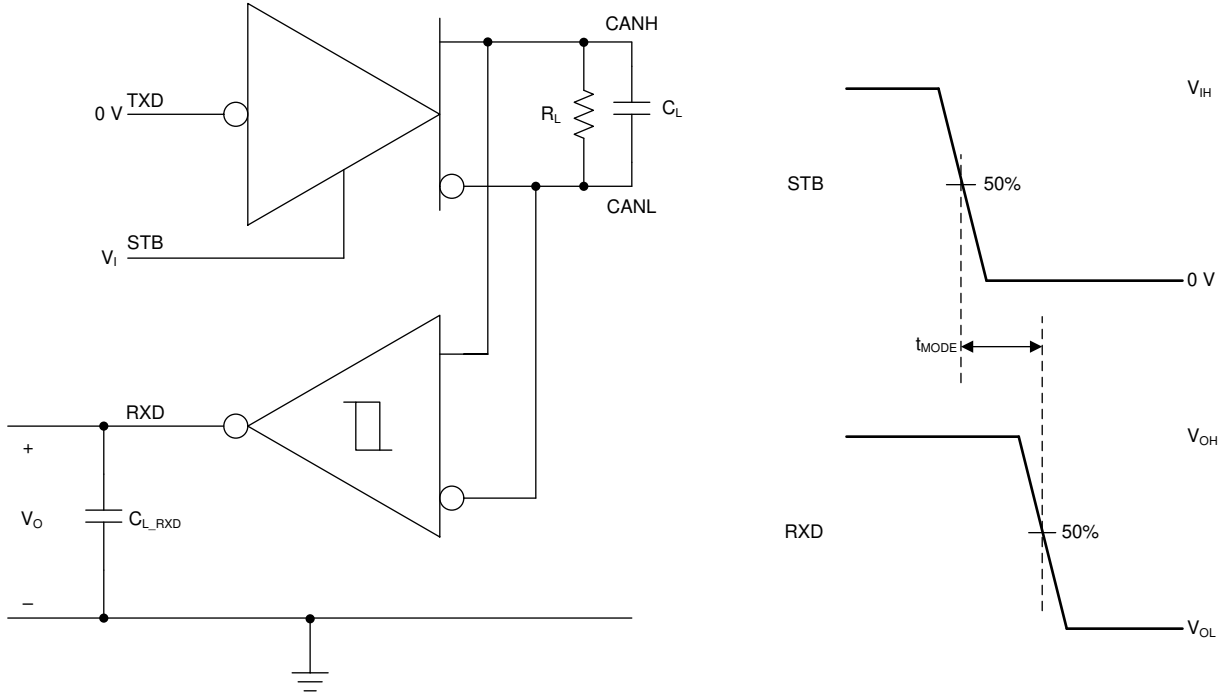 CANH
TXD
0 V
R_L
C_L
CANL
STB
V_I
RXD
+
V_O
C_L_RXD
–
V_IH
STB
50%
0 V
t_MODE
V_OH
RXD
50%
V_OL